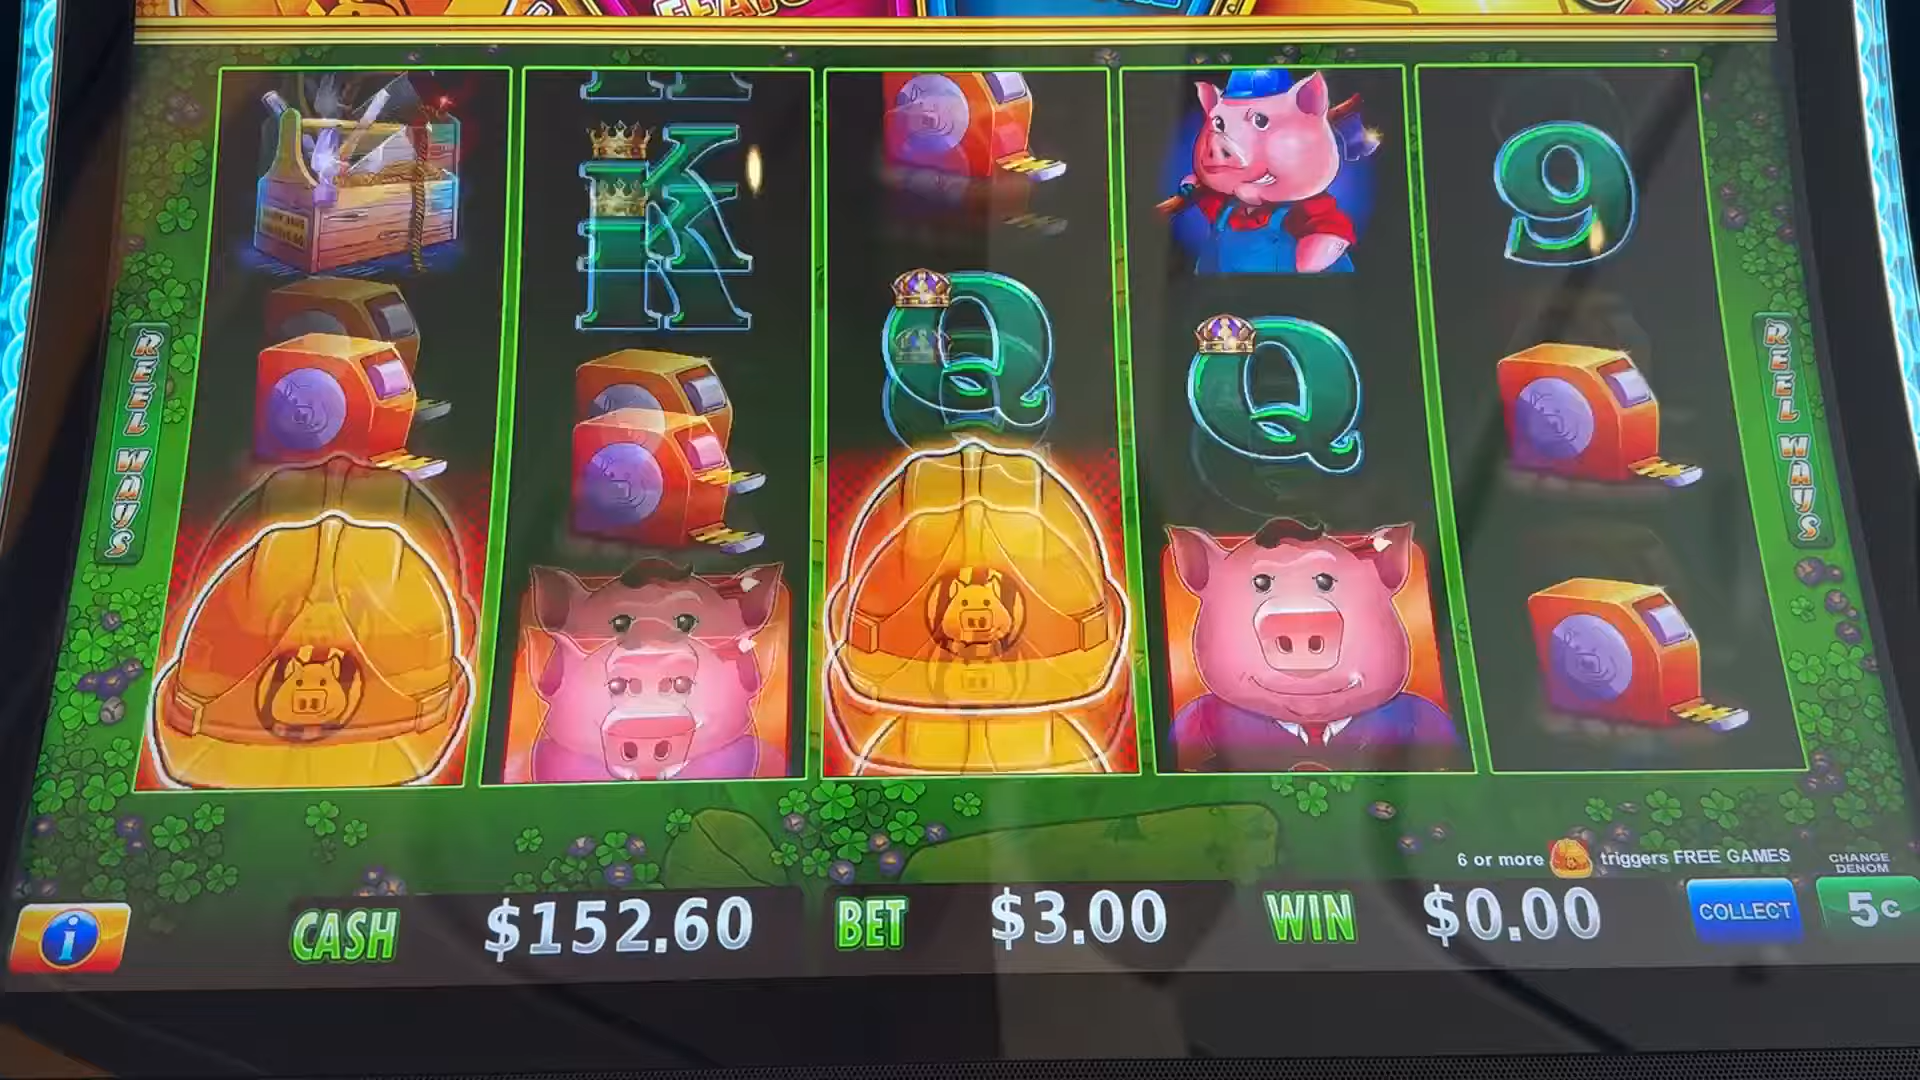 K
K
9
Q
Q
REEL WAYS
REEL WAYS
6 or more triggers FREE GAMES
CHANGE
DENOM
CASH $152.60 BET $3.00 WIN $0.00 COLLECT 5c
i